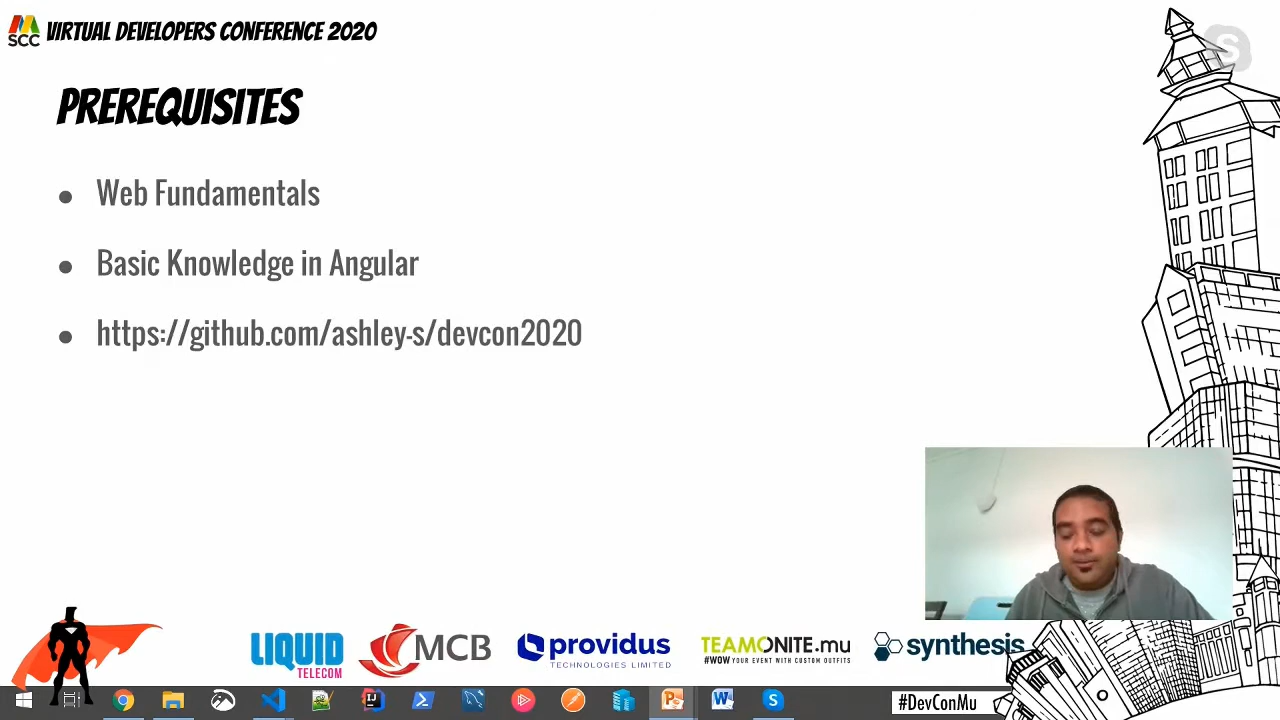 SCC VIRTUAL DEVELOPERS CONFERENCE 2020
PREREQUISITES
● Web Fundamentals
● Basic Knowledge in Angular
● https://github.com/ashley-s/devcon2020
LIQUID
TELECOM
MCB
providus
TECHNOLOGIES LIMITED
TEAMONITE.mu
#WOW YOUR EVENT WITH CUSTOM OUTFITS
synthesis
#DevConMu